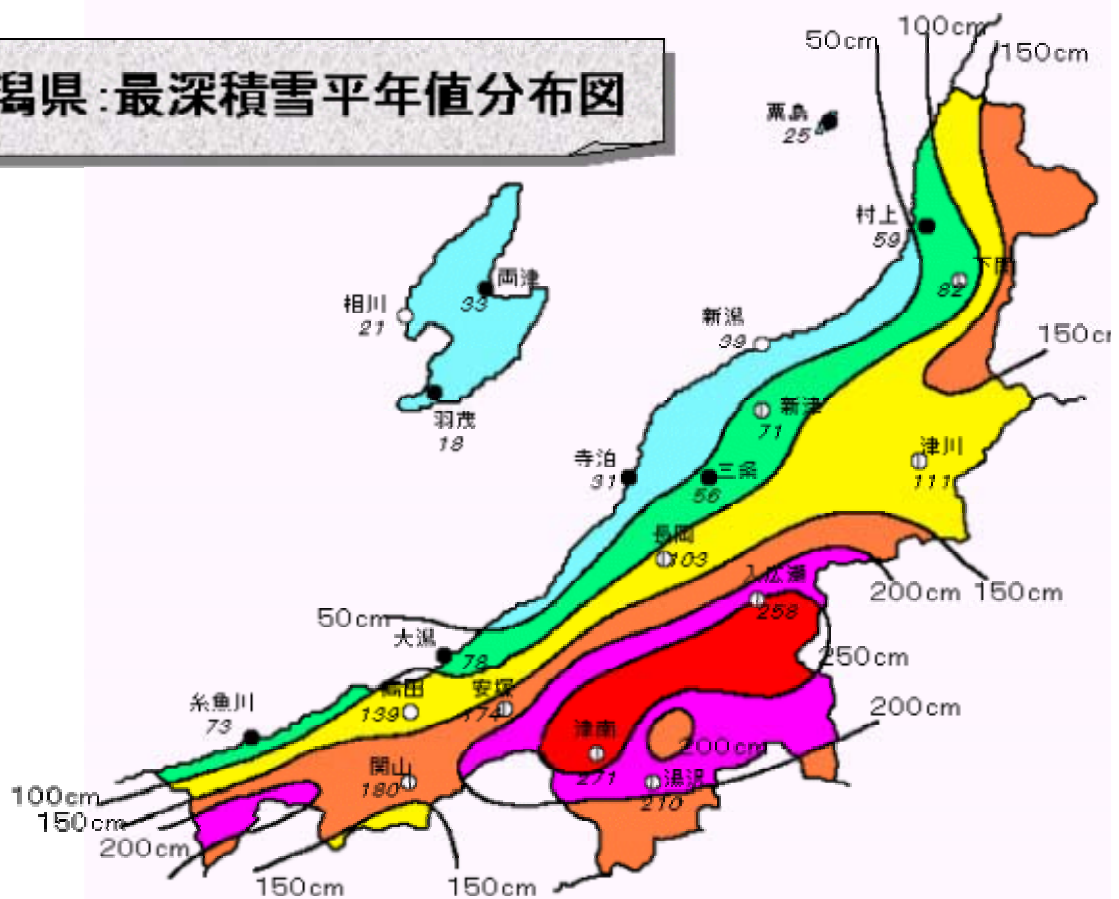 潟県:最深積雪平年値分布図
50cm
100cm
150cm
粟島
25
村上
59
下関
82
両津
33
相川
21
羽茂
18
新潟
39
150cm
新津
71
津川
111
寺泊
31
三条
56
長岡
103
入広瀬
258
200cm
150cm
50cm
大潟
78
250cm
高田
139
安塚
174
糸魚川
73
200cm
津南
271
200cm
関山
180
湯沢
210
100cm
150cm
200cm
150cm
150cm